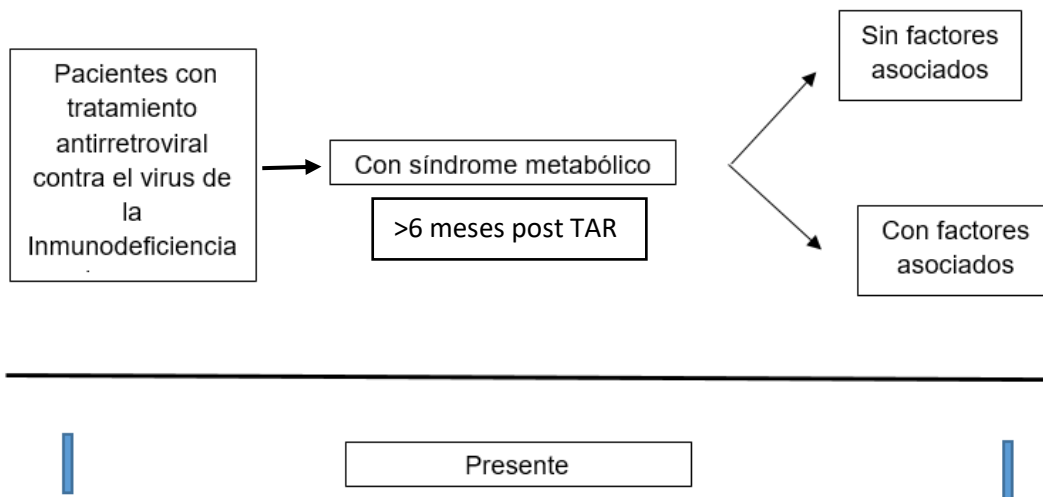 Pacientes con
tratamiento
antirretroviral
contra el virus de
la
Inmunodeficiencia
Con síndrome metabólico
>6 meses post TAR
Sin factores
asociados
Con factores
asociados
Presente